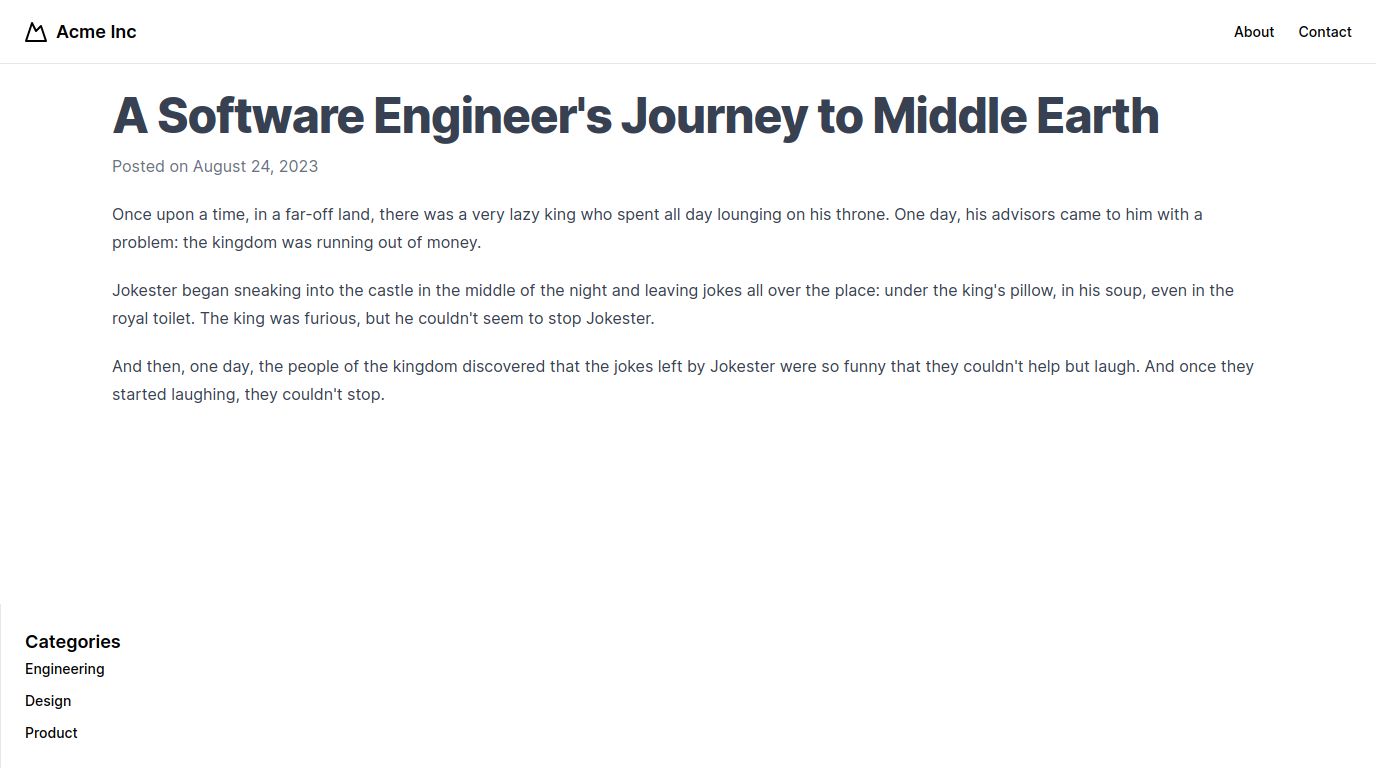 Acme Inc
About
Contact
A Software Engineer's Journey to Middle Earth
Posted on August 24, 2023
Once upon a time, in a far-off land, there was a very lazy king who spent all day lounging on his throne. One day, his advisors came to him with a
problem: the kingdom was running out of money.
Jokester began sneaking into the castle in the middle of the night and leaving jokes all over the place: under the king's pillow, in his soup, even in the
royal toilet. The king was furious, but he couldn't seem to stop Jokester.
And then, one day, the people of the kingdom discovered that the jokes left by Jokester were so funny that they couldn't help but laugh. And once they
started laughing, they couldn't stop.
Categories
Engineering
Design
Product